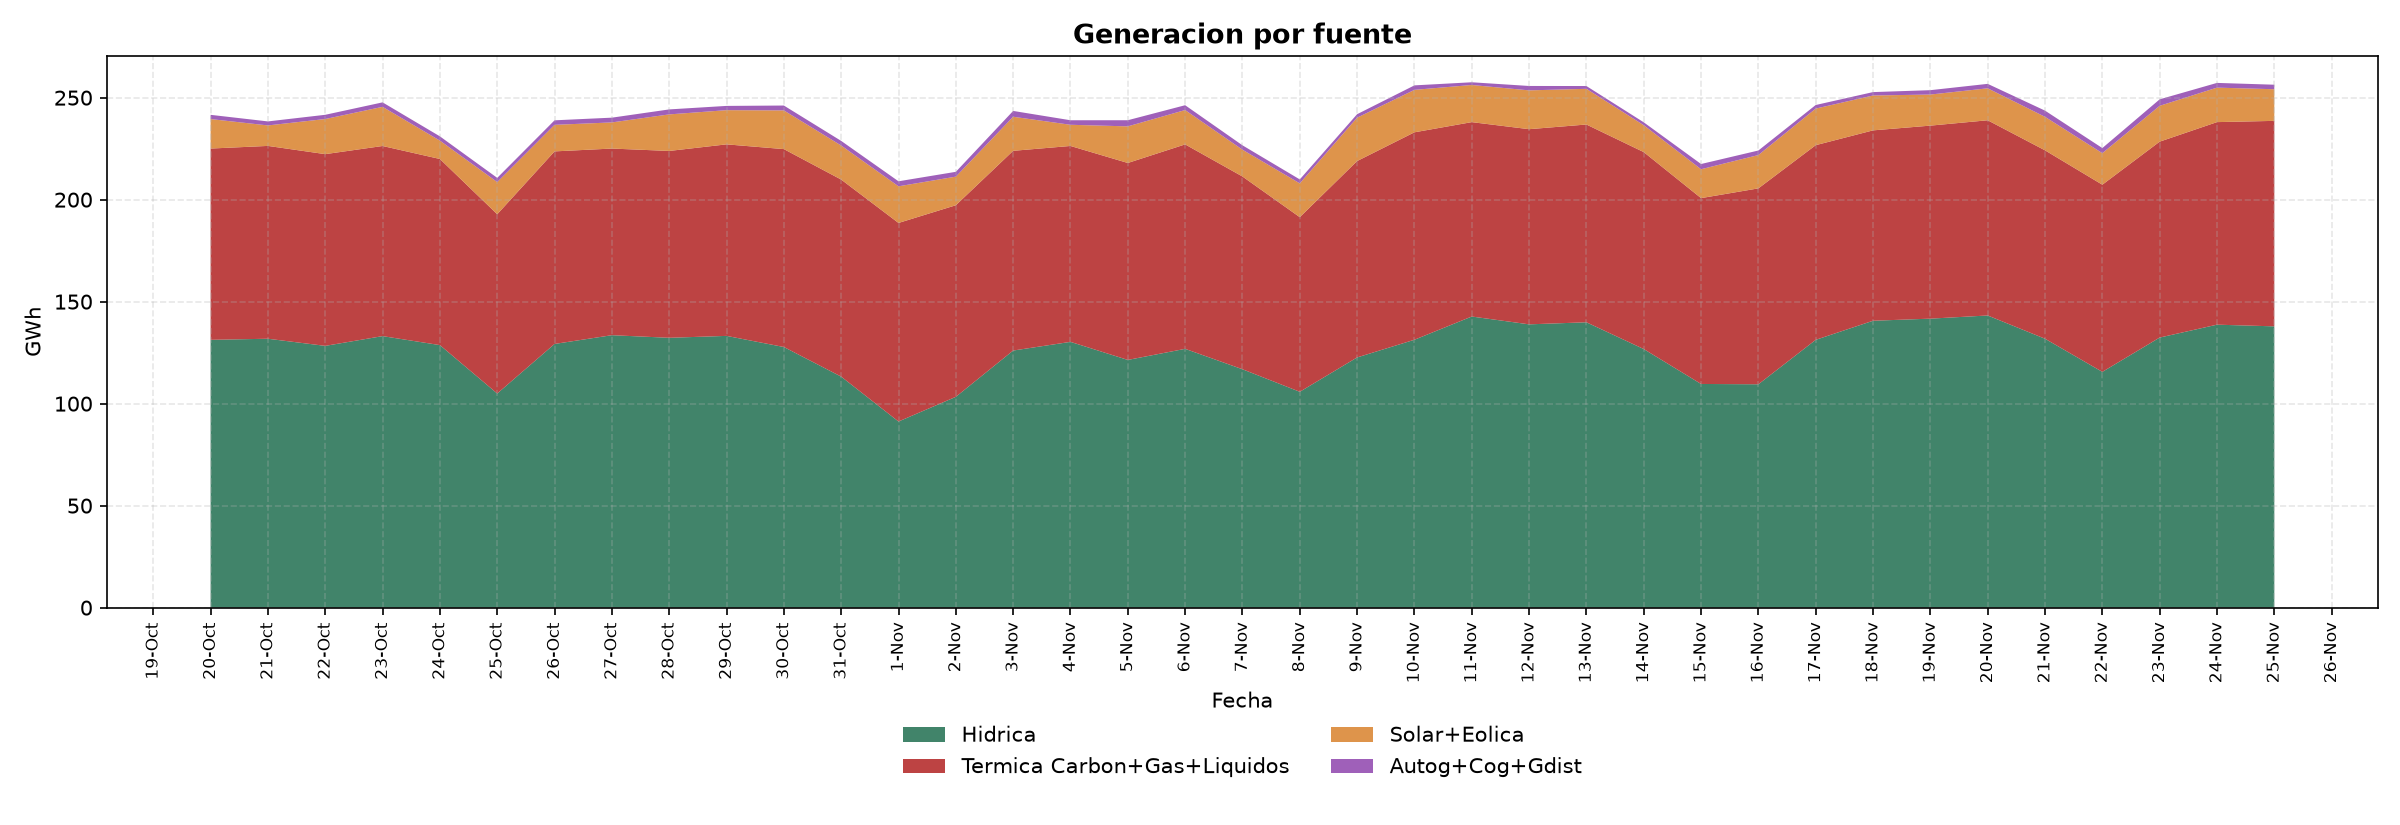 Generacion por fuente
GWh
250
200
150
100
50
0
19-Oct 20-Oct 21-Oct 22-Oct 23-Oct 24-Oct 25-Oct 26-Oct 27-Oct 28-Oct 29-Oct 30-Oct 31-Oct 1-Nov 2-Nov 3-Nov 4-Nov 5-Nov 6-Nov 7-Nov 8-Nov 9-Nov 10-Nov 11-Nov 12-Nov 13-Nov 14-Nov 15-Nov 16-Nov 17-Nov 18-Nov 19-Nov 20-Nov 21-Nov 22-Nov 23-Nov 24-Nov 25-Nov 26-Nov
Fecha
Hidrica
Termica Carbon+Gas+Liquidos
Solar+Eolica
Autog+Cog+Gdist